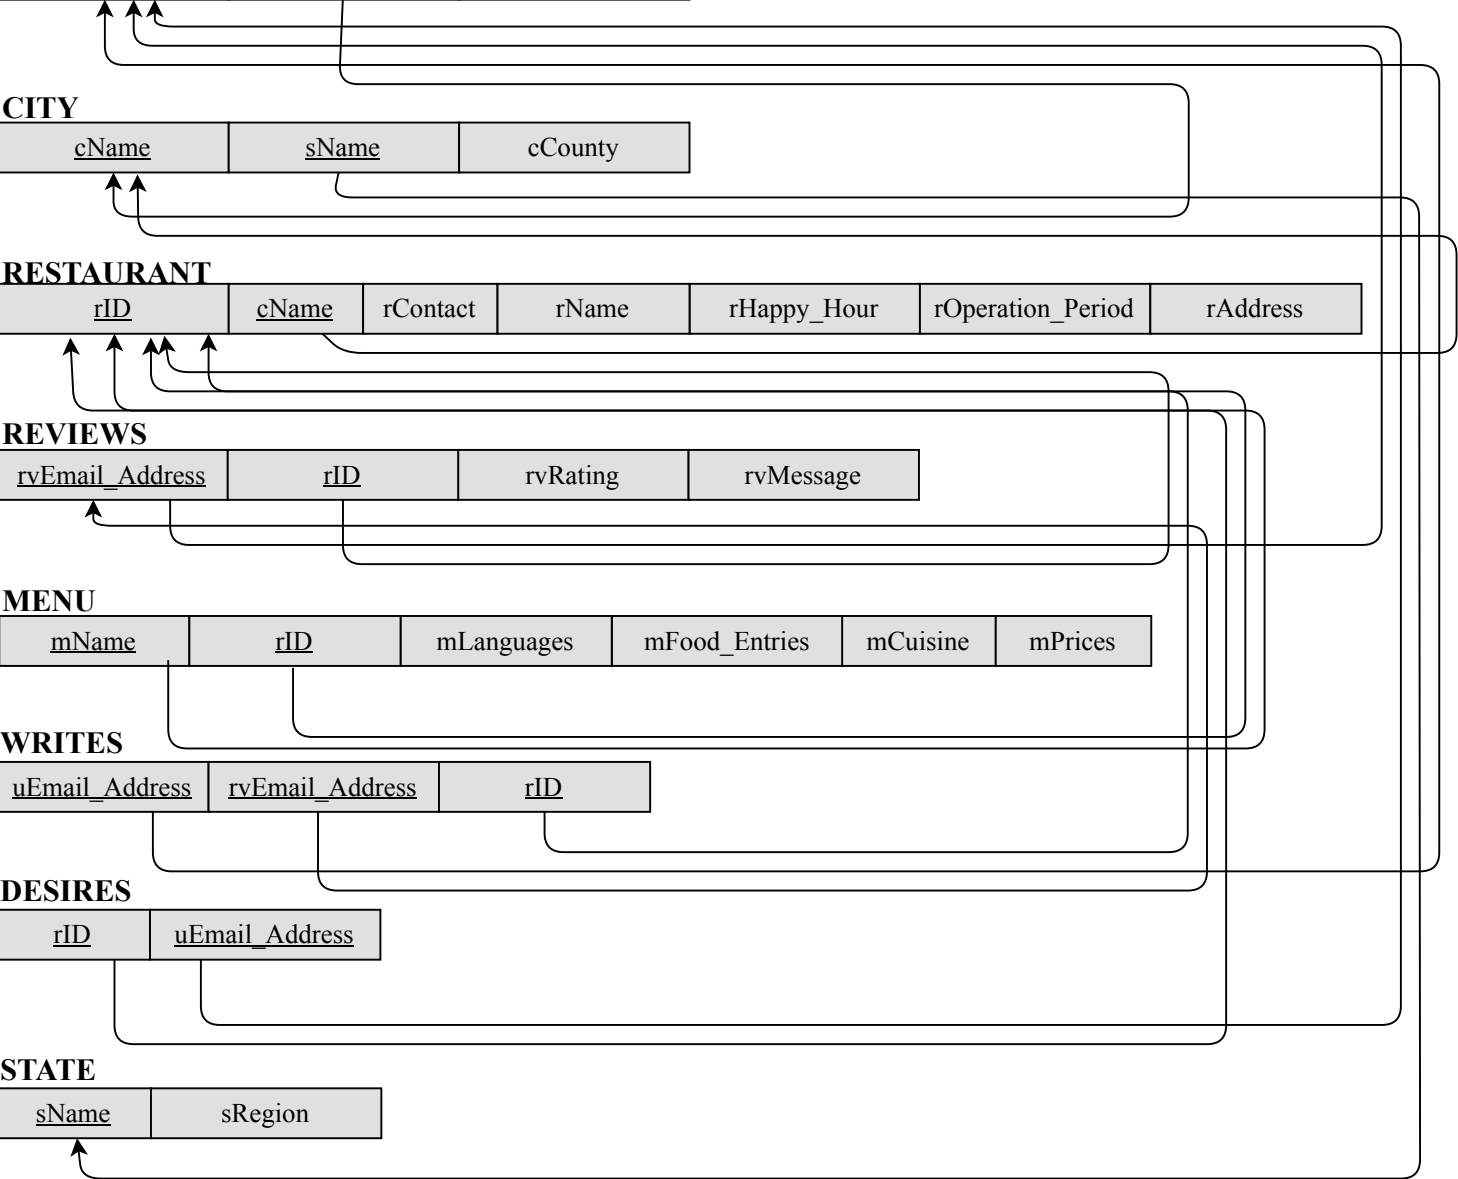 CITY
cName sName cCounty
RESTAURANT
rID cName rContact rName rHappy_Hour rOperation_Period rAddress
REVIEWS
rvEmail_Address rID rvRating rvMessage
MENU
mName rID mLanguages mFood_Entries mCuisine mPrices
WRITES
uEmail_Address rvEmail_Address rID
DESIRES
rID uEmail_Address
STATE
sName sRegion